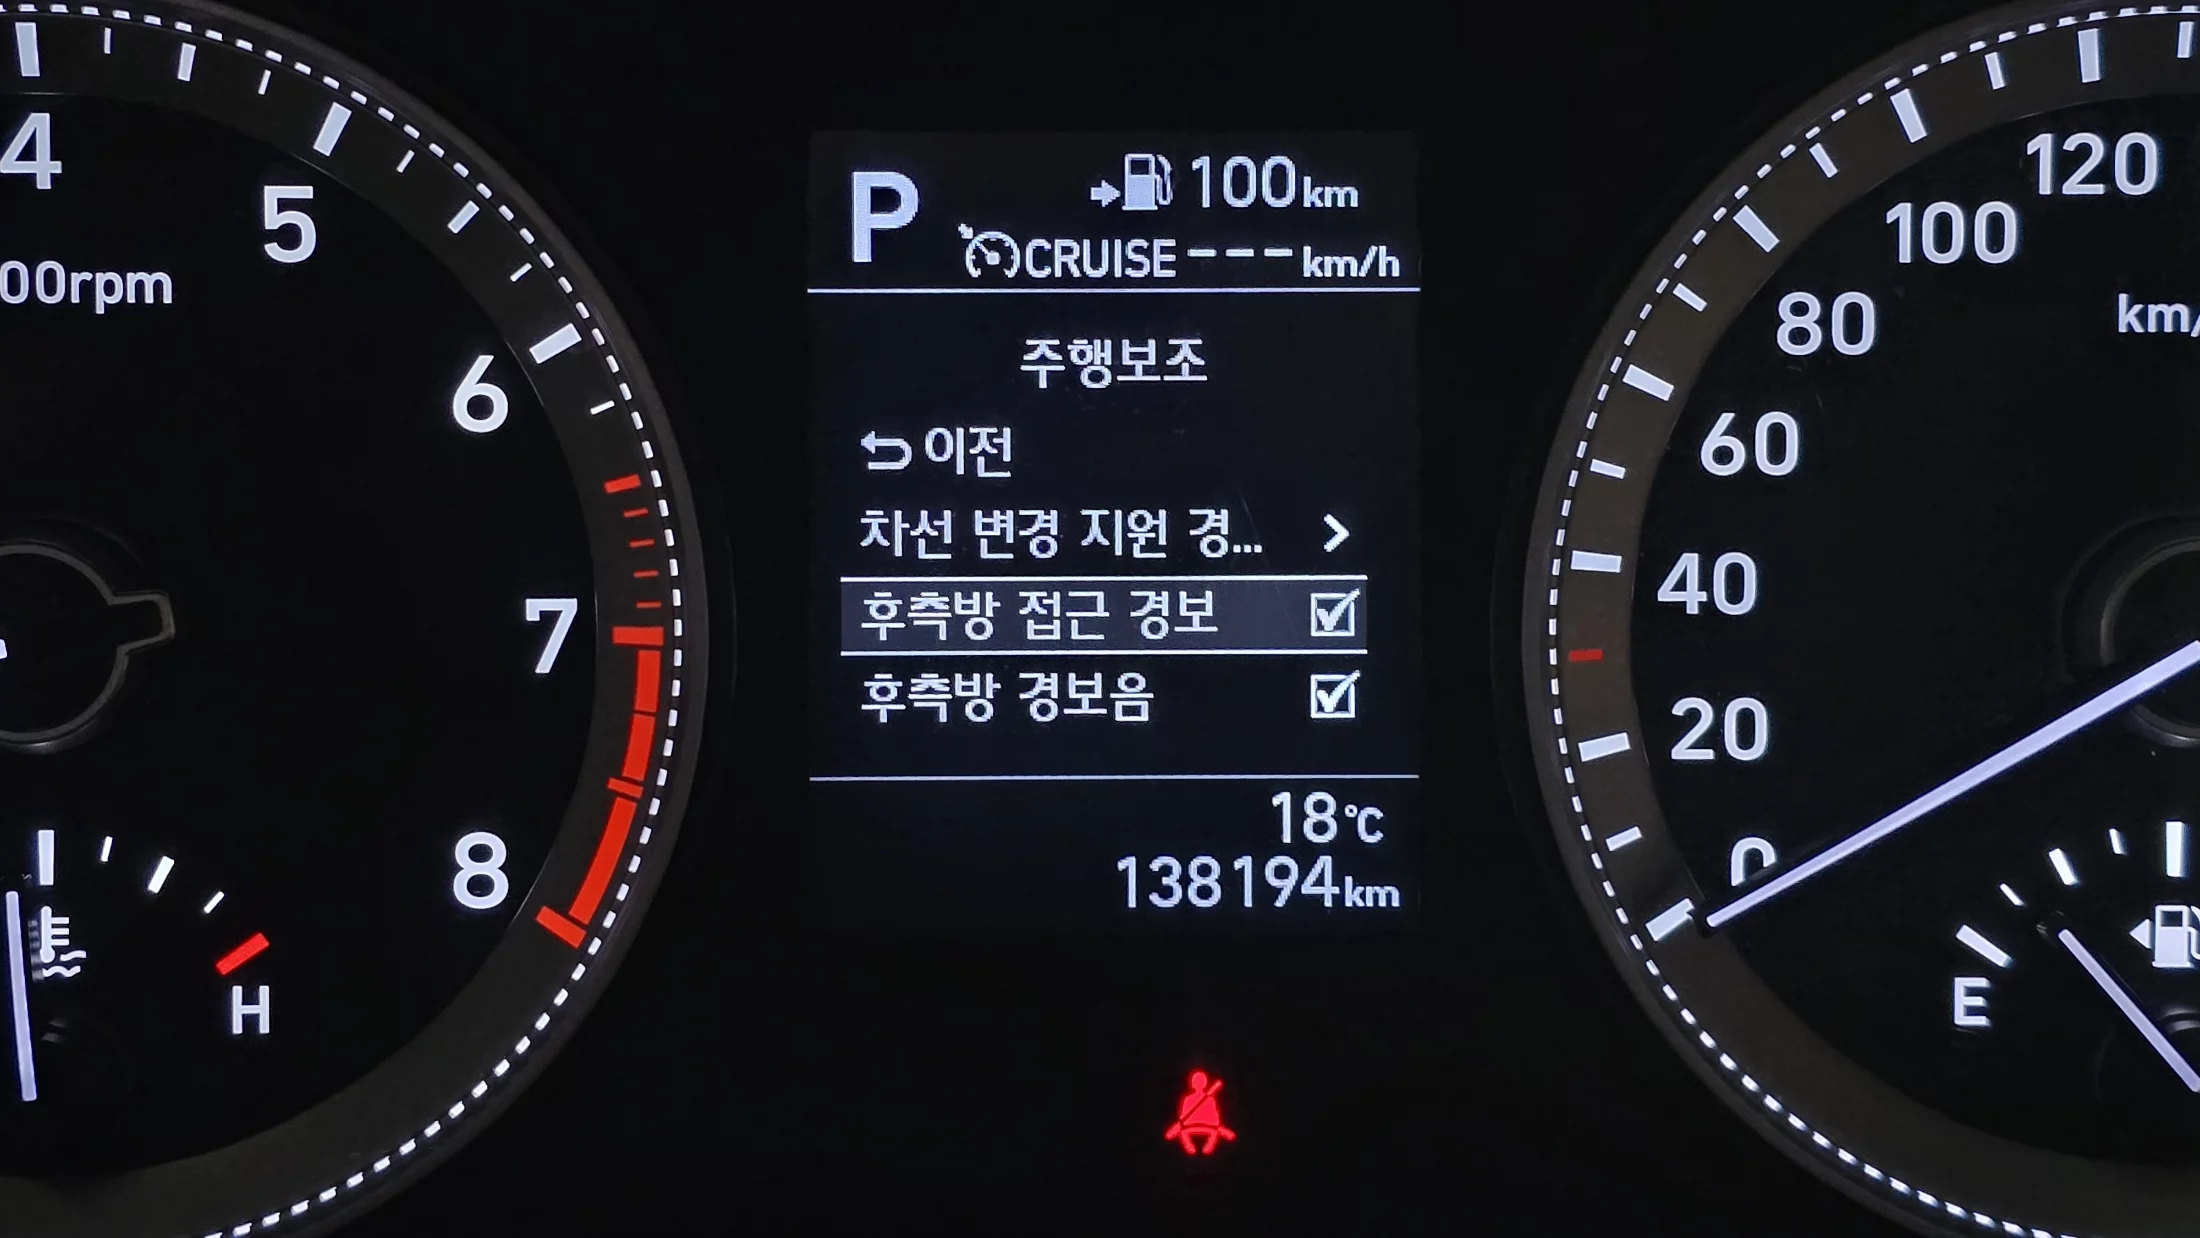 4
5
00rpm
6
7
8
H
P
100km
CRUISE---km/h
주행보조
이전
차선 변경 지원 경...
후측방 접근 경보
후측방 경보음
18℃
138194km
120
100
80
km/
60
40
20
0
E